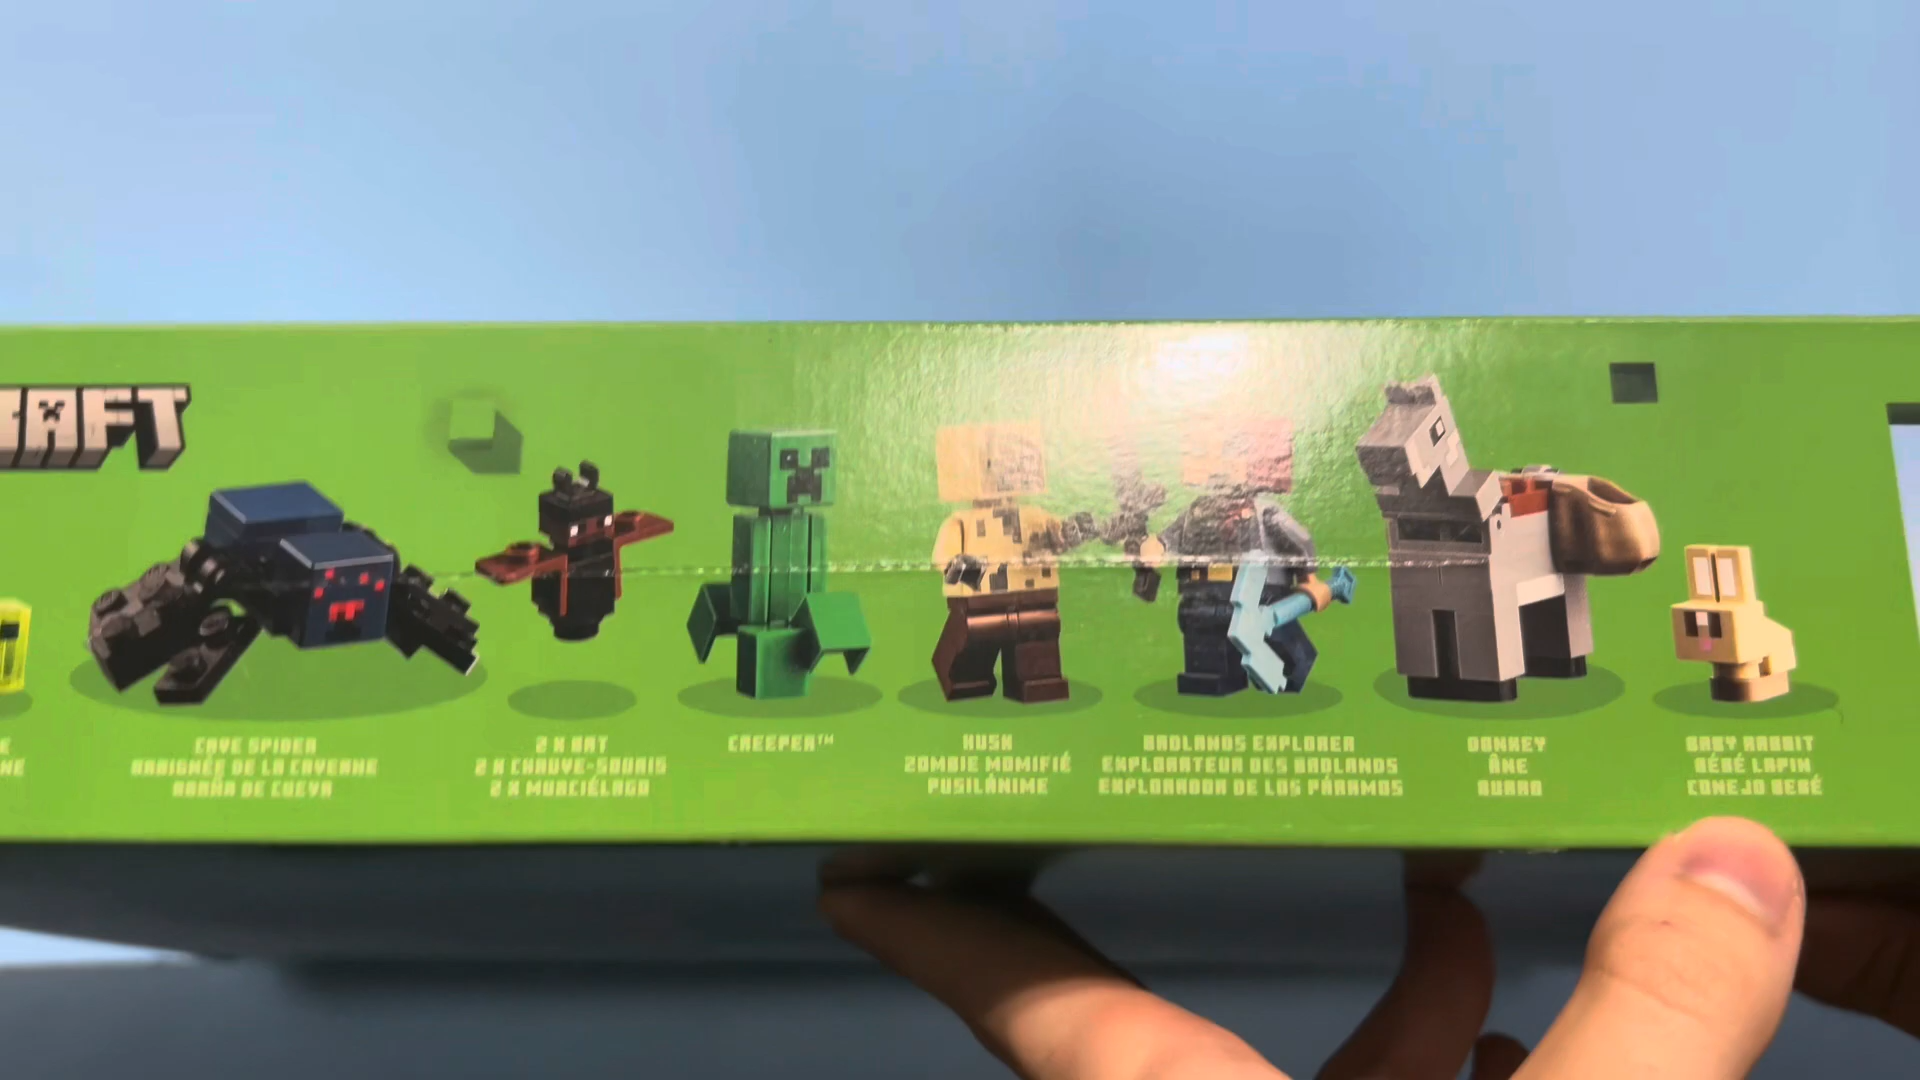 CAVE SPIDER
ARAIGNÉE DE LA CAVERNE
ARAÑA DE CUEVA
2 X BAT
2 X CHAUVE-SOURIS
2 X MURCIÉLAGO
CREEPER™
HUSK
ZOMBIE MOMIFIÉ
PUSILÁNIME
BADLANDS EXPLORER
EXPLORATEUR DES BADLANDS
EXPLORADOR DE LOS PÁRAMOS
DONKEY
ÂNE
BURRO
BABY RABBIT
BÉBÉ LAPIN
CONEJO BEBÉ